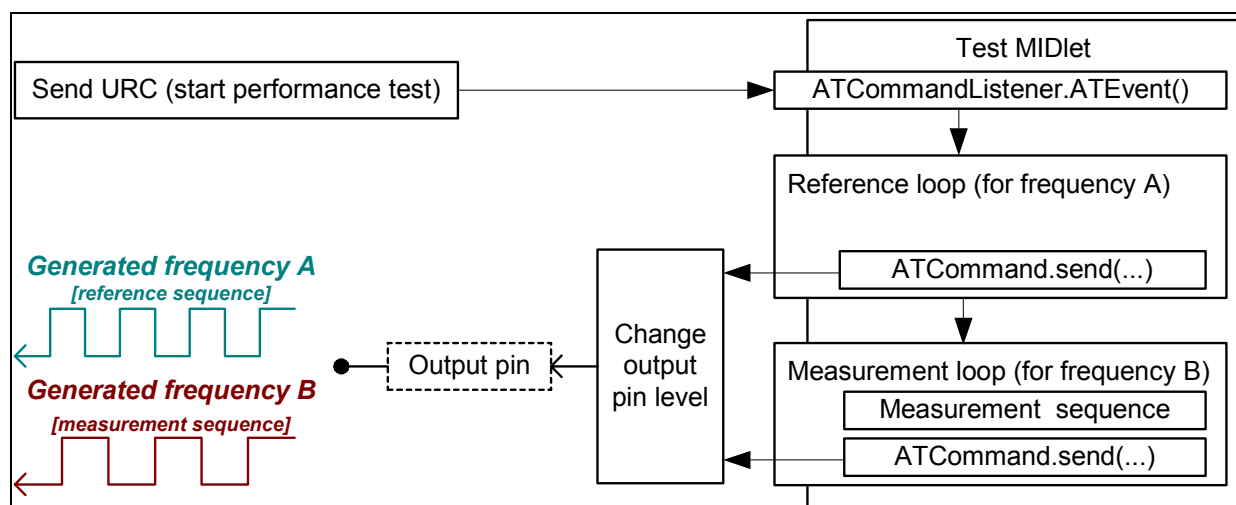 Test MIDlet
Send URC (start performance test)
ATCommandListener.ATEvent()
Reference loop (for frequency A)
ATCommand.send(...)
Generated frequency A
[reference sequence]
Change
output
pin level
Output pin
Generated frequency B
[measurement sequence]
Measurement loop (for frequency B)
Measurement sequence
ATCommand.send(...)